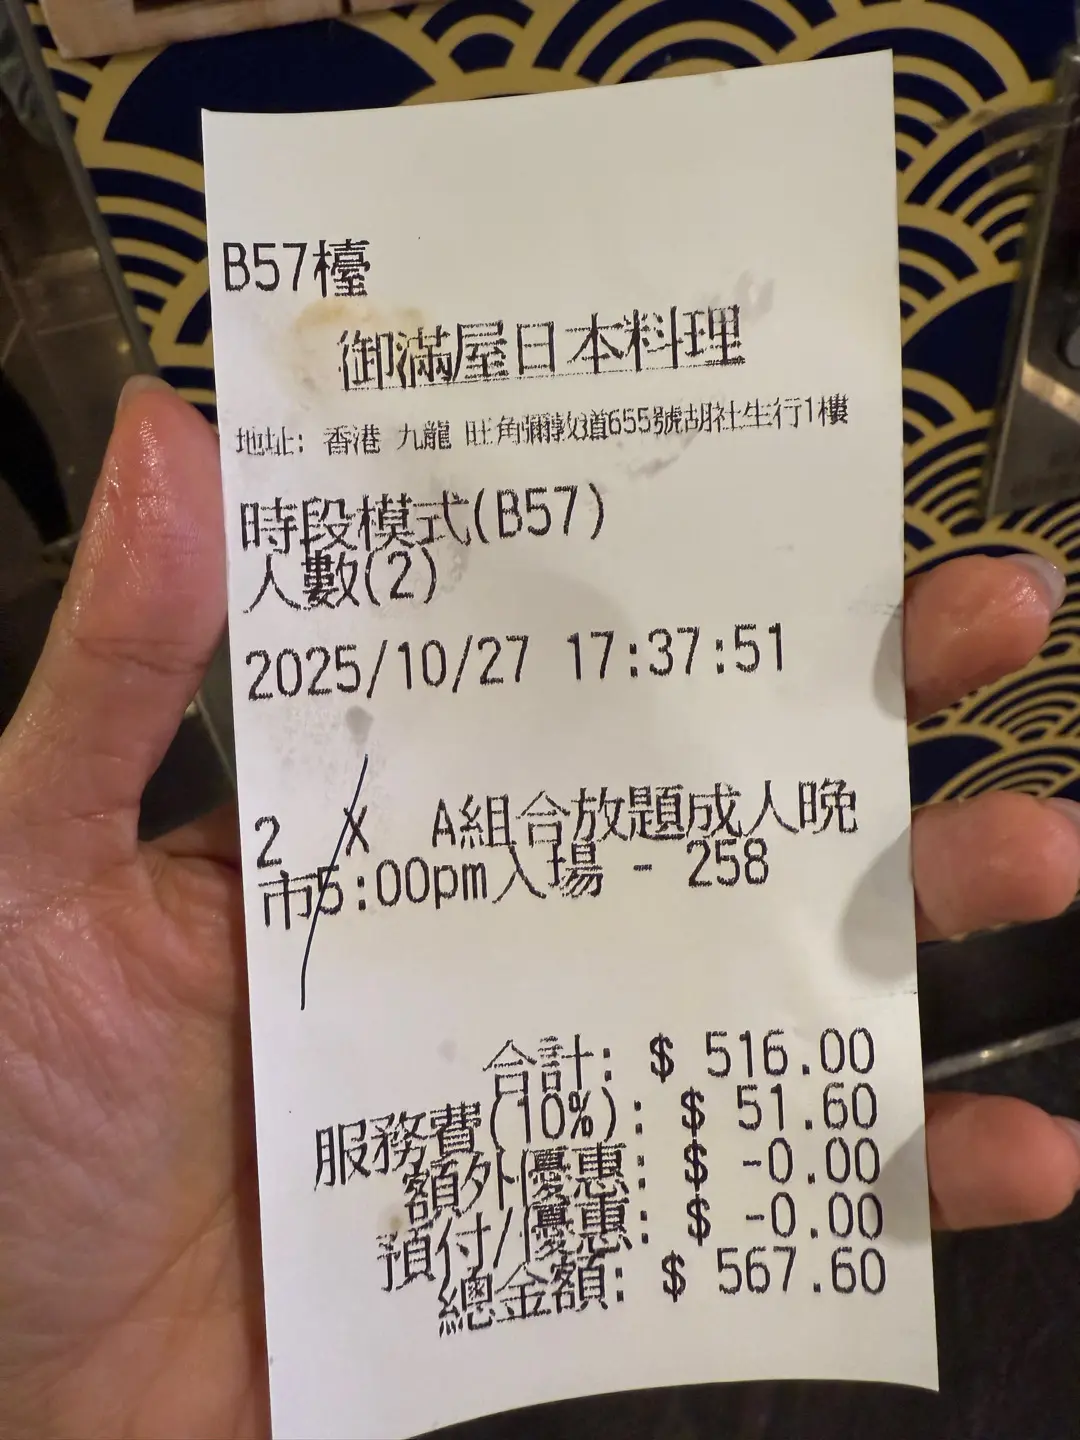 B57檯
御滿屋日本料理
地址: 香港 九龍 旺角彌敦道655號胡社生行1樓
時段模式(B57)
人數(2)
2025/10/27 17:37:51
2 X A組合放題成人晚
市5:00pm入場 - 258
合計: $ 516.00
服務費(10%): $ 51.60
額外優惠: $ -0.00
預付/優惠: $ -0.00
總金額: $ 567.60